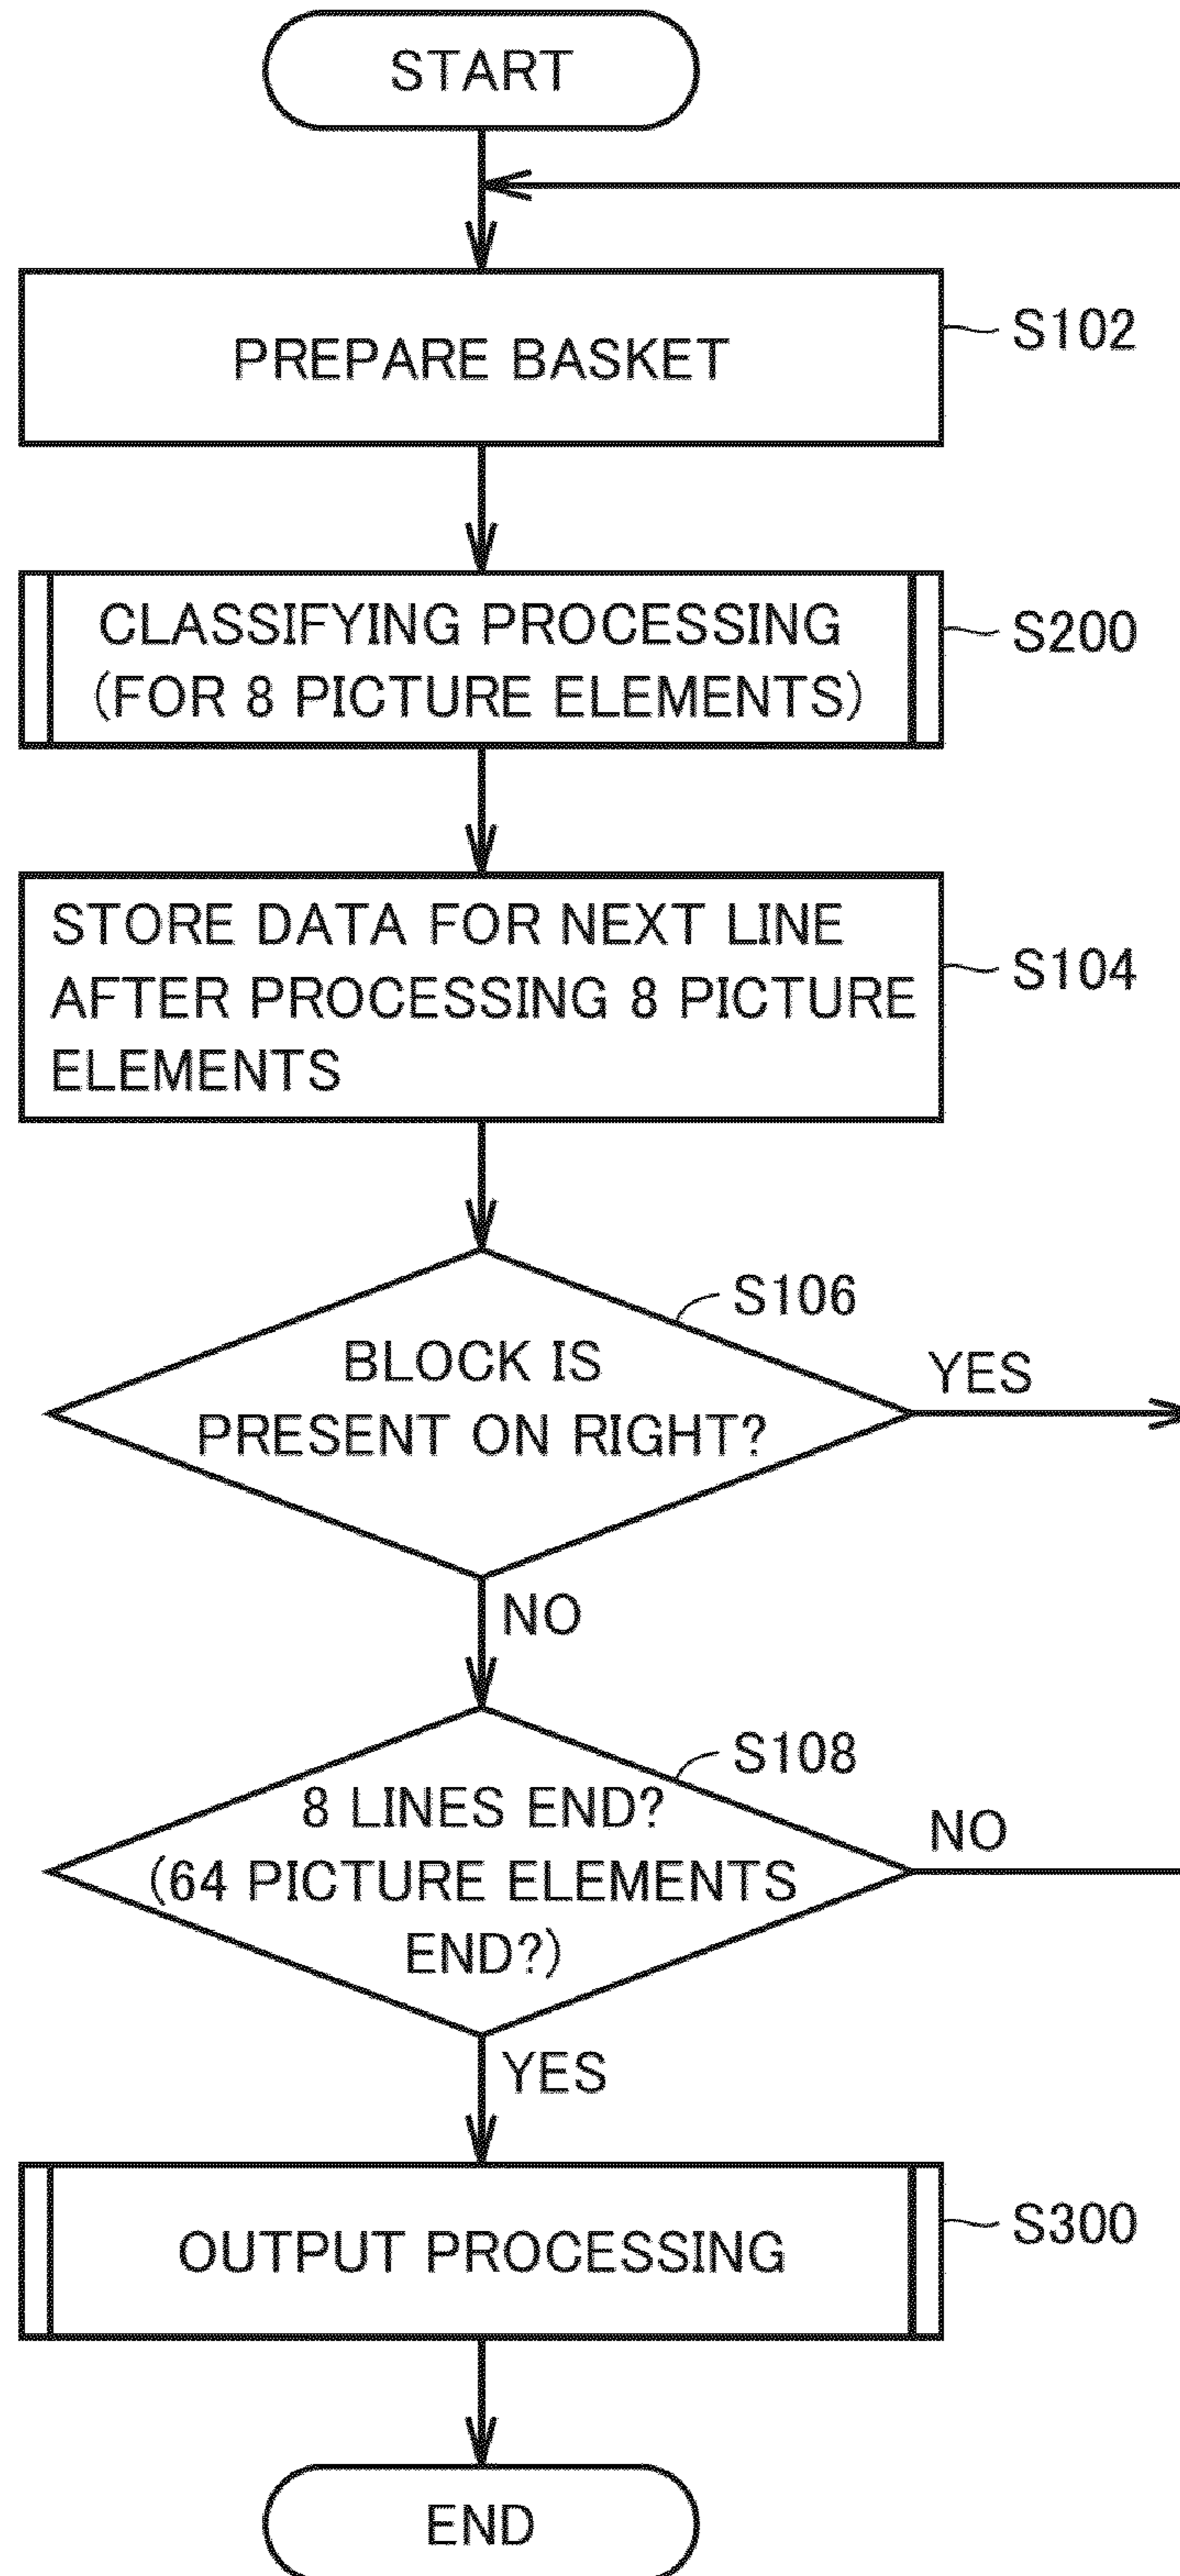 START
PREPARE BASKET
S102
CLASSIFYING PROCESSING
(FOR 8 PICTURE ELEMENTS)
S200
STORE DATA FOR NEXT LINE
AFTER PROCESSING 8 PICTURE
ELEMENTS
S104
S106
BLOCK IS
PRESENT ON RIGHT?
YES
NO
S108
8 LINES END?
(64 PICTURE ELEMENTS
END?)
NO
YES
OUTPUT PROCESSING
S300
END